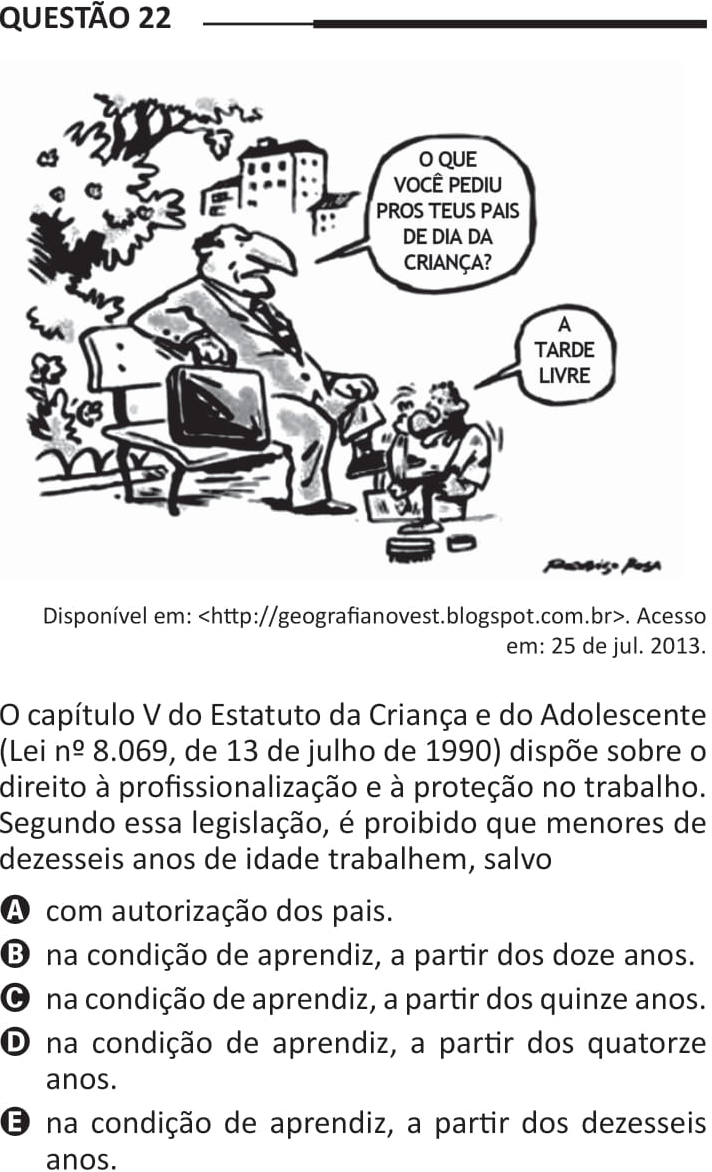 QUESTÃO 22
O QUE
VOCÊ PEDIU
PROS TEUS PAIS
DE DIA DA
CRIANÇA?
A
TARDE
LIVRE
RODRIGO ROSA
Disponível em: <http://geografianovest.blogspot.com.br>. Acesso
em: 25 de jul. 2013.
O capítulo V do Estatuto da Criança e do Adolescente
(Lei nº 8.069, de 13 de julho de 1990) dispõe sobre o
direito à profissionalização e à proteção no trabalho.
Segundo essa legislação, é proibido que menores de
dezesseis anos de idade trabalhem, salvo
A com autorização dos pais.
B na condição de aprendiz, a partir dos doze anos.
C na condição de aprendiz, a partir dos quinze anos.
D na condição de aprendiz, a partir dos quatorze
anos.
E na condição de aprendiz, a partir dos dezesseis
anos.